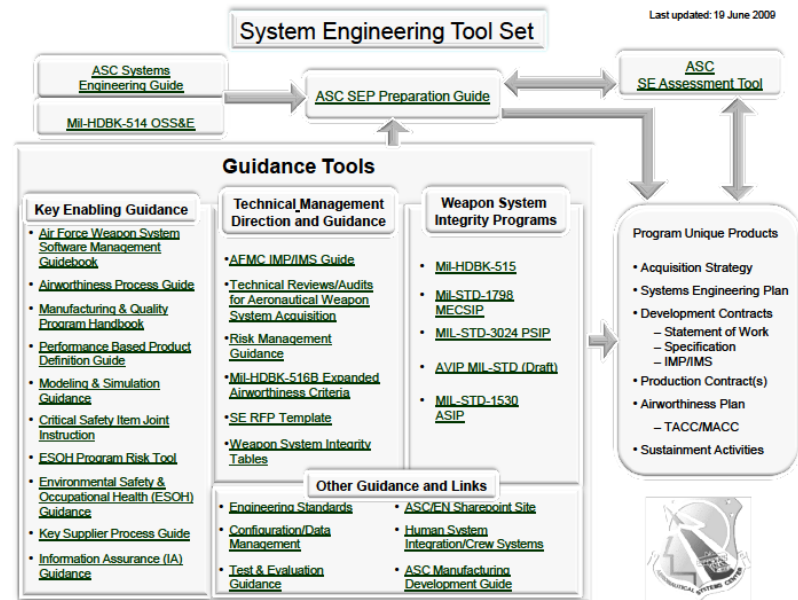 System Engineering Tool Set
Last updated: 19 June 2009
ASC Systems
Engineering Guide
Mil-HDBK-514 OSS&E
ASC SEP Preparation Guide
ASC
SE Assessment Tool
Guidance Tools
Key Enabling Guidance
• Air Force Weapon System
Software Management
Guidebook
• Airworthiness Process Guide
• Manufacturing & Quality
Program Handbook
• Performance Based Product
Definition Guide
• Modeling & Simulation
Guidance
• Critical Safety Item Joint
Instruction
• ESOH Program Risk Tool
• Environmental Safety &
Occupational Health (ESOH)
Guidance
• Key Supplier Process Guide
• Information Assurance (IA)
Guidance
Technical Management
Direction and Guidance
•AFMC IMP/IMS Guide
•Technical Reviews/Audits
for Aeronautical Weapon
System Acquisition
•Risk Management
Guidance
•Mil-HDBK-516B Expanded
Airworthiness Criteria
•SE RFP Template
•Weapon System Integrity
Tables
Weapon System
Integrity Programs
• Mil-HDBK-515
• Mil-STD-1798
MECSIP
• MIL-STD-3024 PSIP
• AVIP MIL-STD (Draft)
• MIL-STD-1530
ASIP
Other Guidance and Links
• Engineering Standards
• Configuration/Data
Management
• Test & Evaluation
Guidance
• ASC/EN Sharepoint Site
• Human System
Integration/Crew Systems
• ASC Manufacturing
Development Guide
Program Unique Products
• Acquisition Strategy
• Systems Engineering Plan
• Development Contracts
– Statement of Work
– Specification
– IMP/IMS
• Production Contract(s)
• Airworthiness Plan
– TACC/MACC
• Sustainment Activities
AERONAUTICAL SYSTEMS CENTER